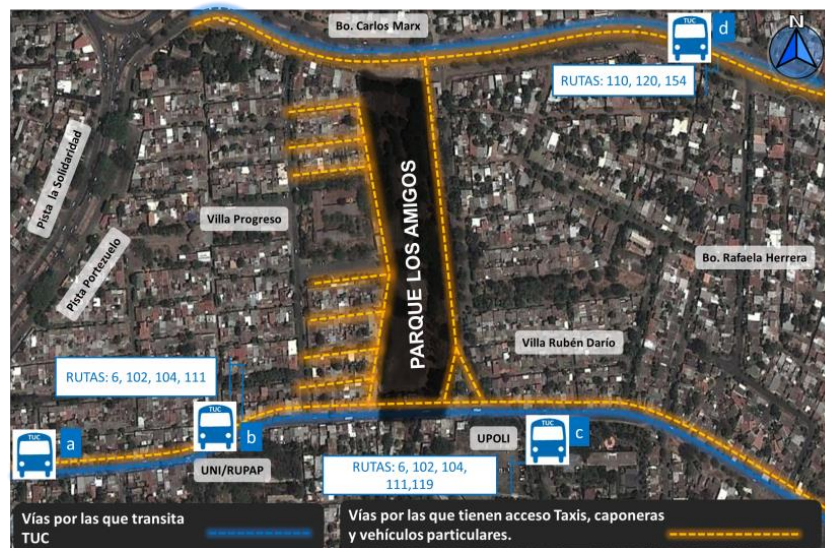 Bo. Carlos Marx
TUC
d
N
RUTAS: 110, 120, 154
Pista la Solidaridad
Villa Progreso
Pista Portezuelo
PARQUE LOS AMIGOS
Bo. Rafaela Herrera
Villa Rubén Darío
RUTAS: 6, 102, 104, 111
TUC
a
TUC
b
UNI/RUPAP
UPOLI
TUC
c
RUTAS: 6, 102, 104,
111,119
Vías por las que transita
TUC
Vías por las que tienen acceso Taxis, caponeras
y vehículos particulares.